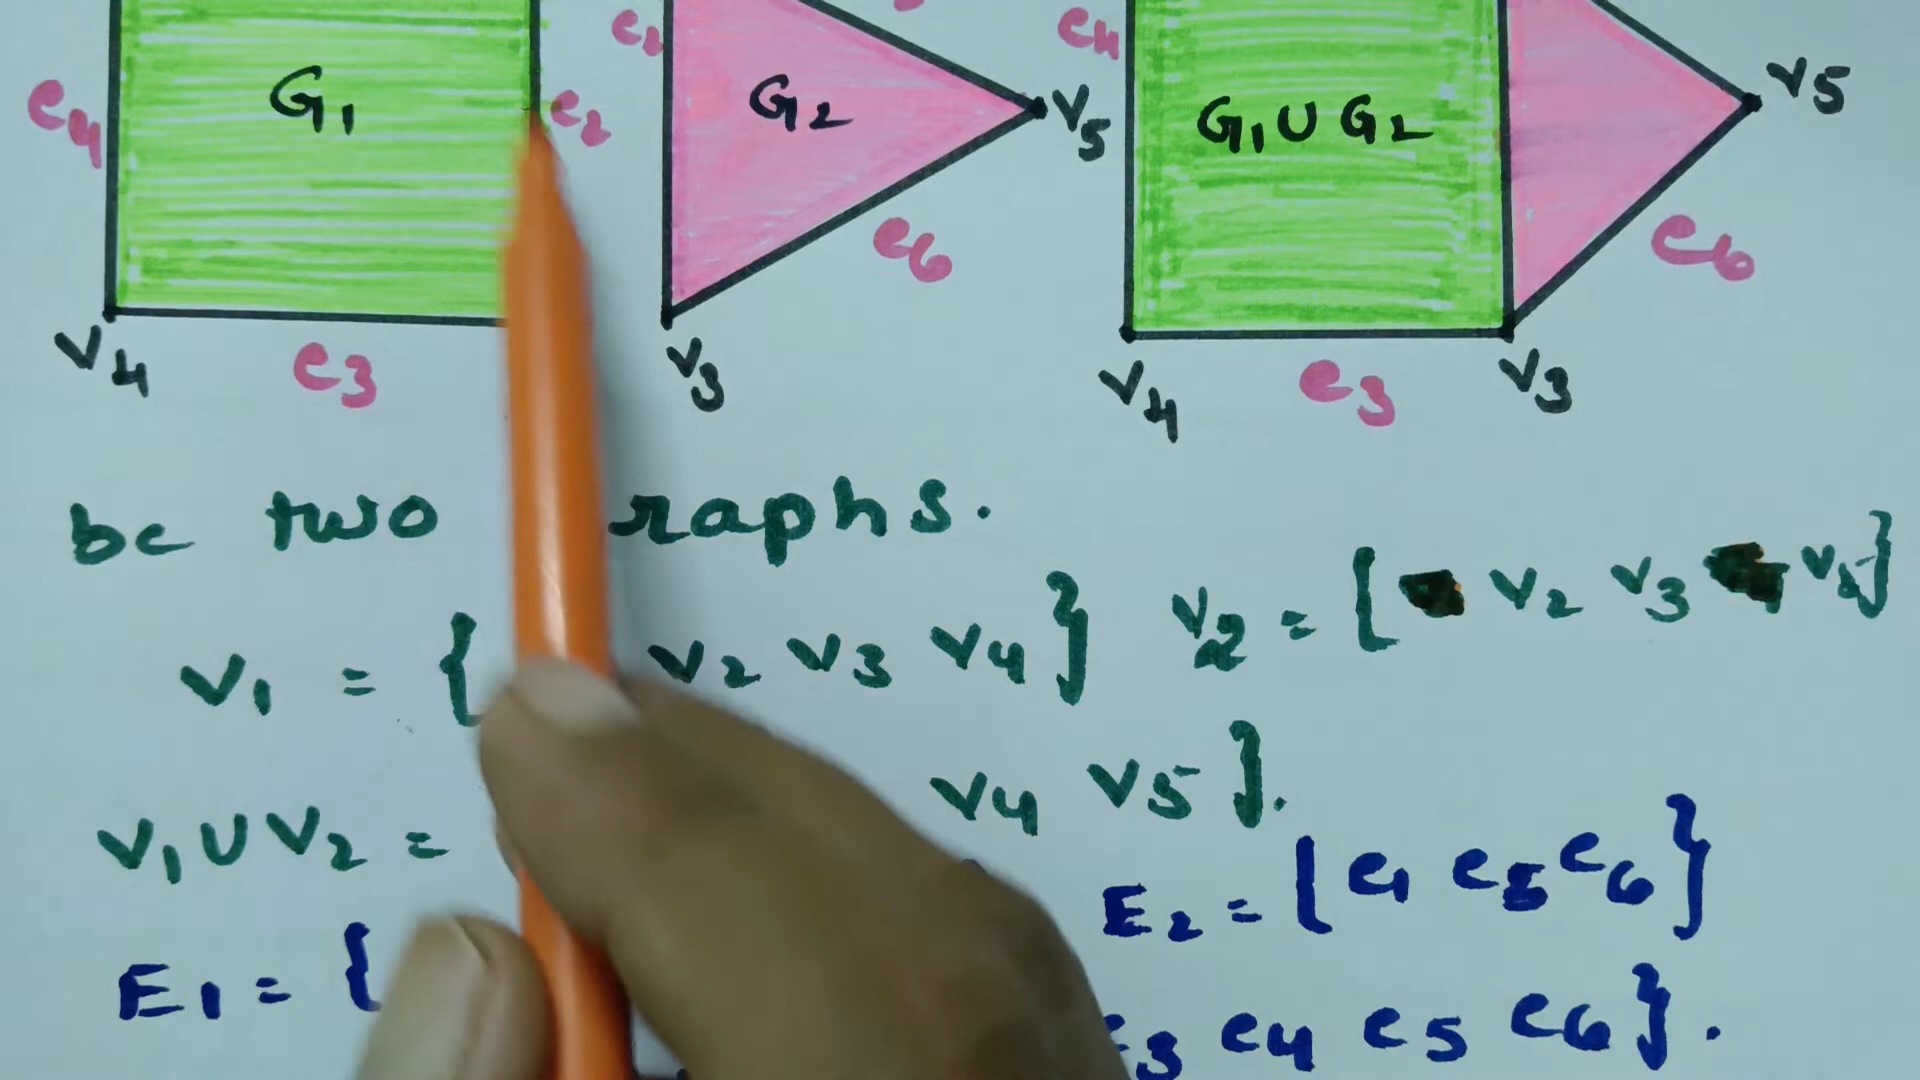 e4 G1 e2 G2 v5 e4 G1 ∪ G2 v5
e6 e6
v4 e3 v3 v4 e3 v3
be two raphs.
V1 = { v2 v3 v4} V2 = { v2 v3 v5}
V1 ∪ V2 = v4 v5}.
E2 = {e1 e5 e6}
E1 = {
e3 e4 e5 e6}.